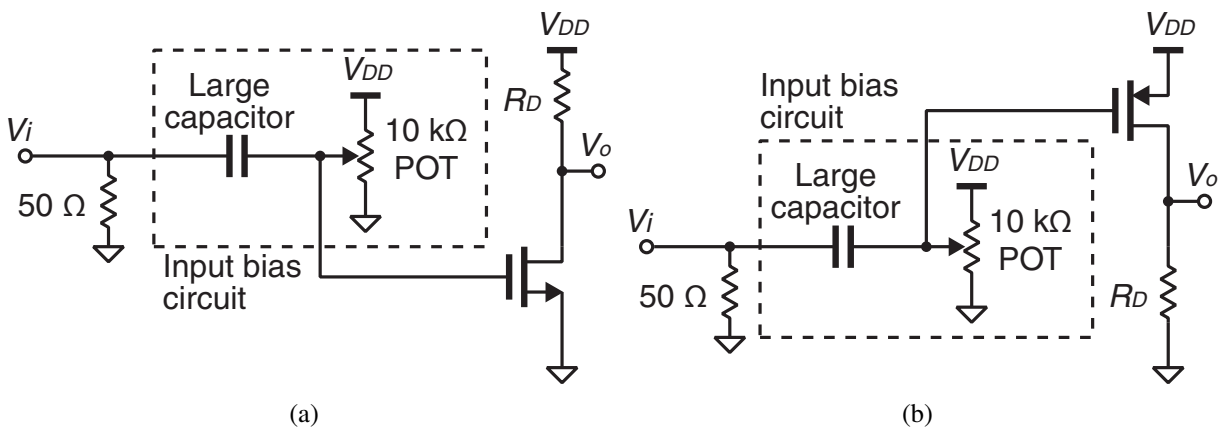 VDD
Large
capacitor
VDD
RD
10 kΩ
POT
Vi
Vo
50 Ω
Input bias
circuit
(a)
VDD
Input bias
circuit
VDD
Large
capacitor
Vo
10 kΩ
POT
Vi
50 Ω
RD
(b)